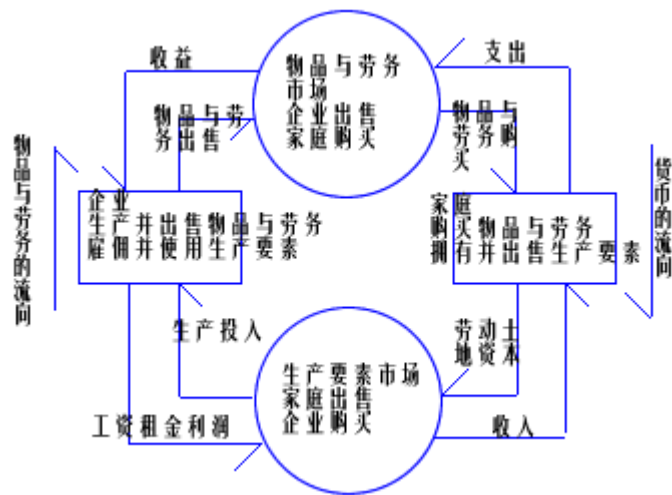 收益
支出
物品与劳务
市场
企业出售
家庭购买
物品与劳
务出售
物品与
劳务购
买
物品与劳务的流向
货币的流向
企业
生产并出售物品与劳务
雇佣并使用生产要素
家庭
购买物品与劳务
拥有并出售生产要素
生产投入
劳动土
地资本
生产要素市场
家庭出售
企业购买
工资租金利润
收入